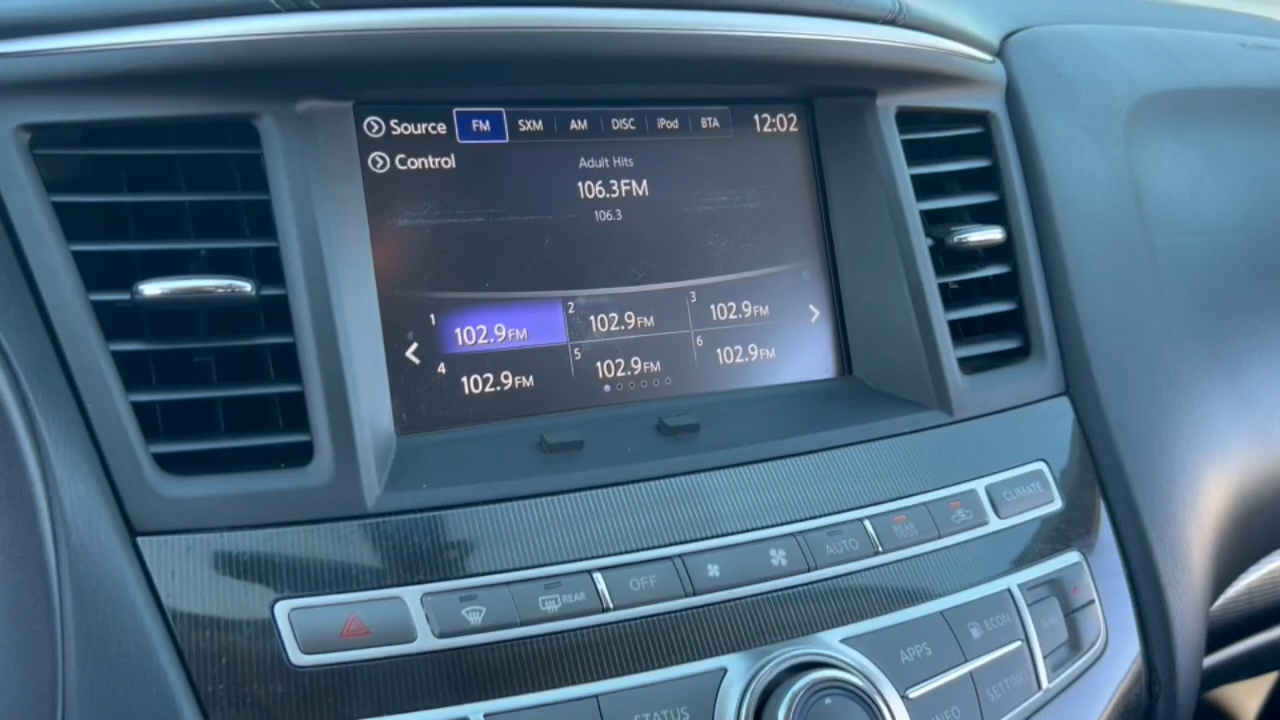 Source FM SXM AM DISC iPod BTA 12:02
Control
Adult Hits
106.3FM
106.3
1 102.9FM 2 102.9FM 3 102.9FM
4 102.9FM 5 102.9FM 6 102.9FM
REAR OFF AUTO REAR CLIMATE
APPS ECON
STATUS SETTING